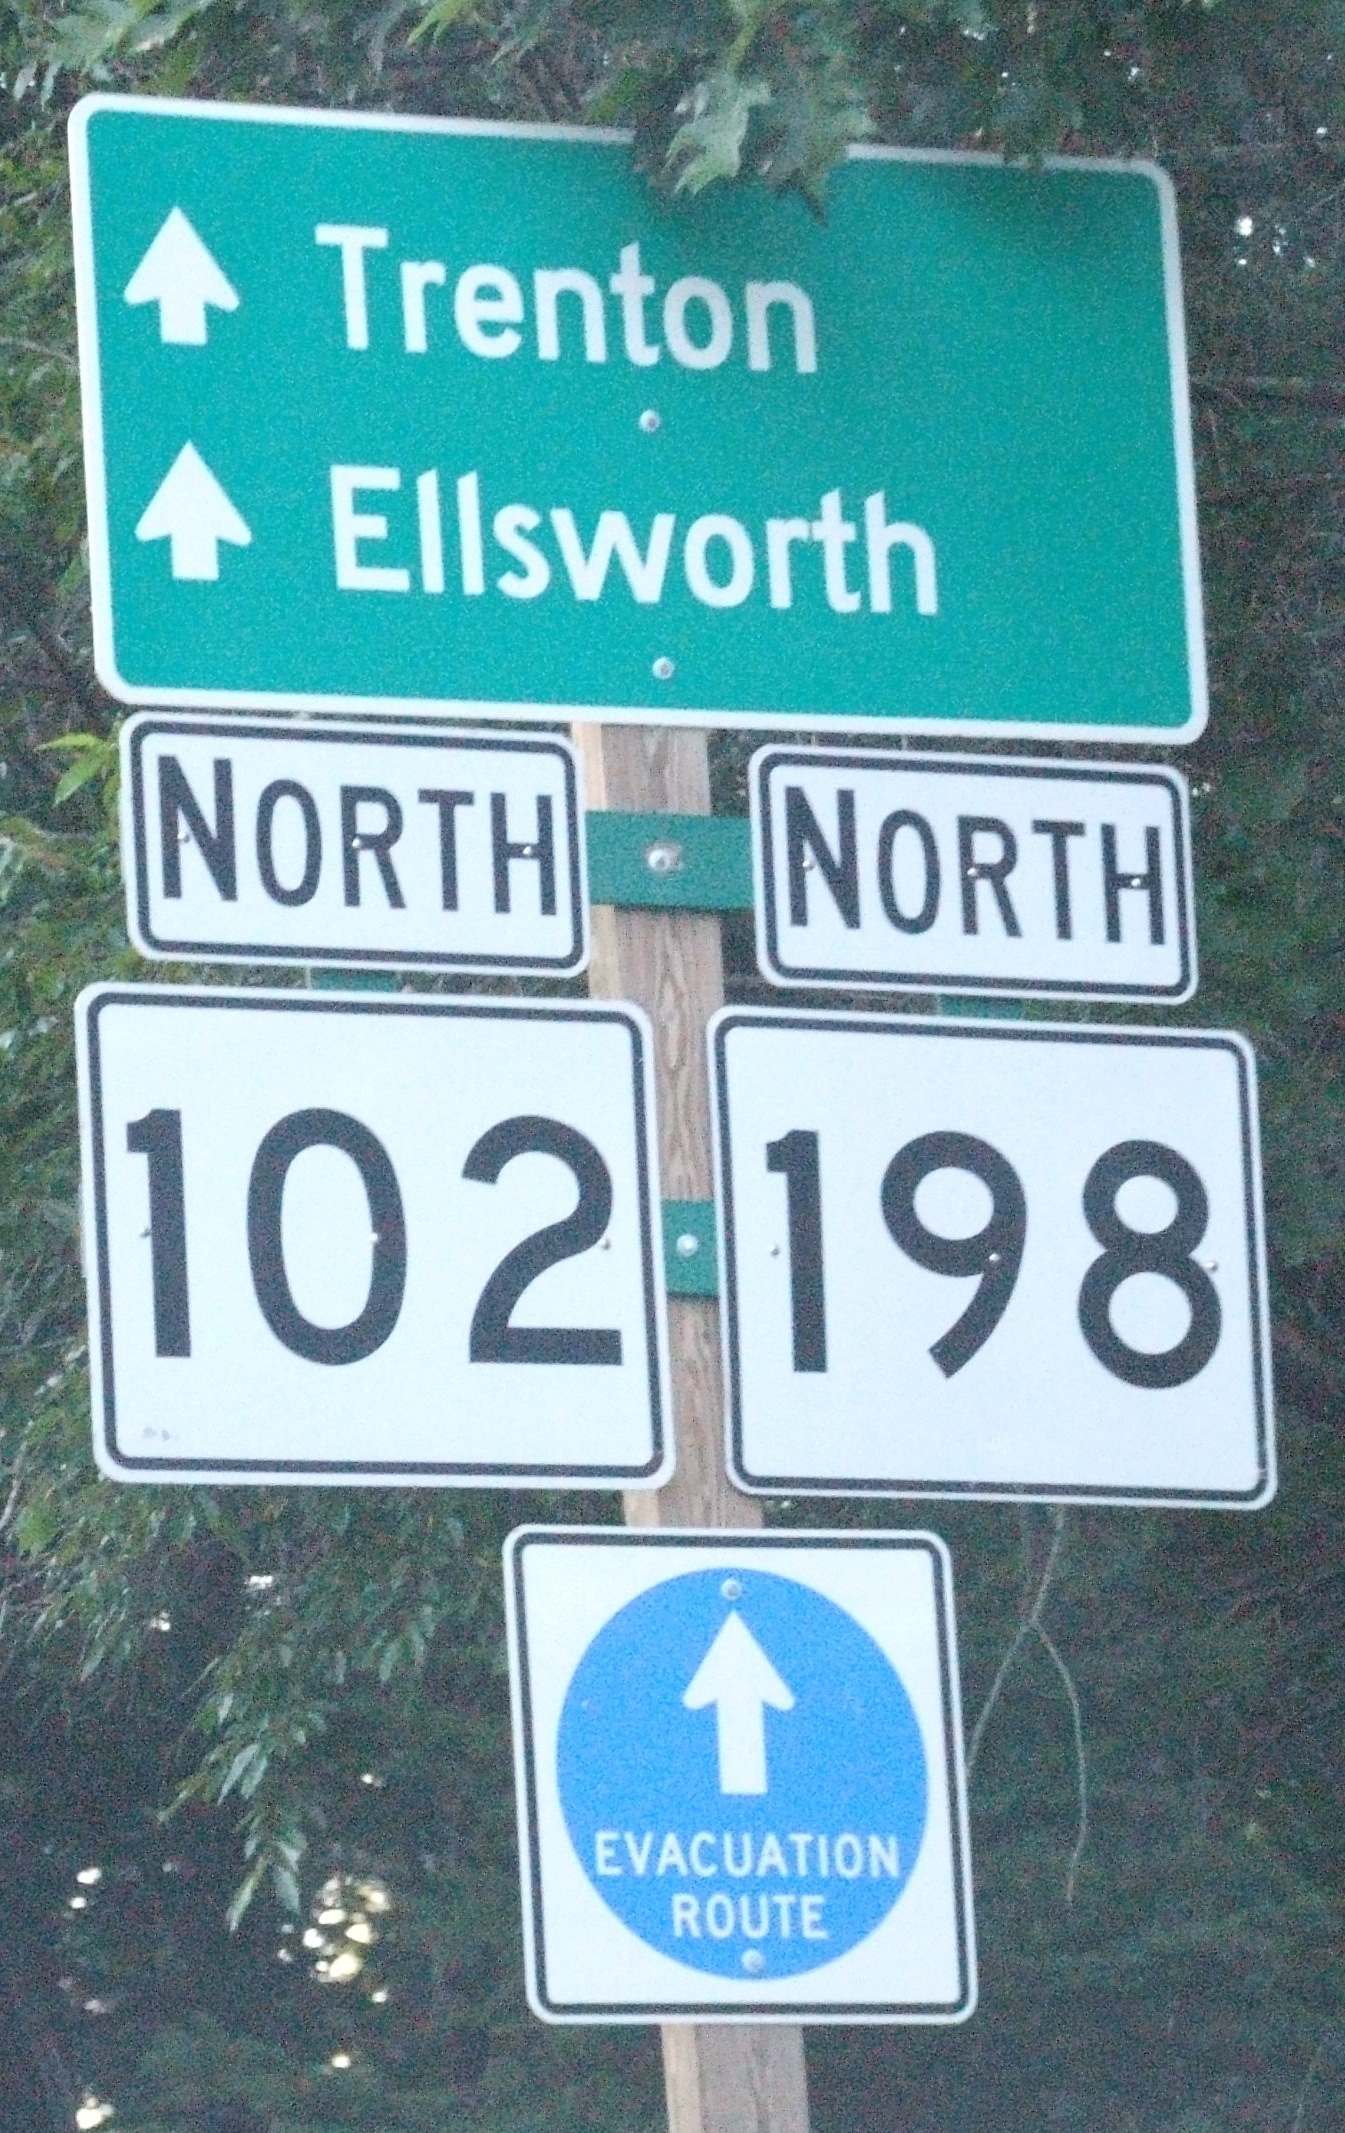 Trenton
Ellsworth
NORTH NORTH
102 198
EVACUATION
ROUTE